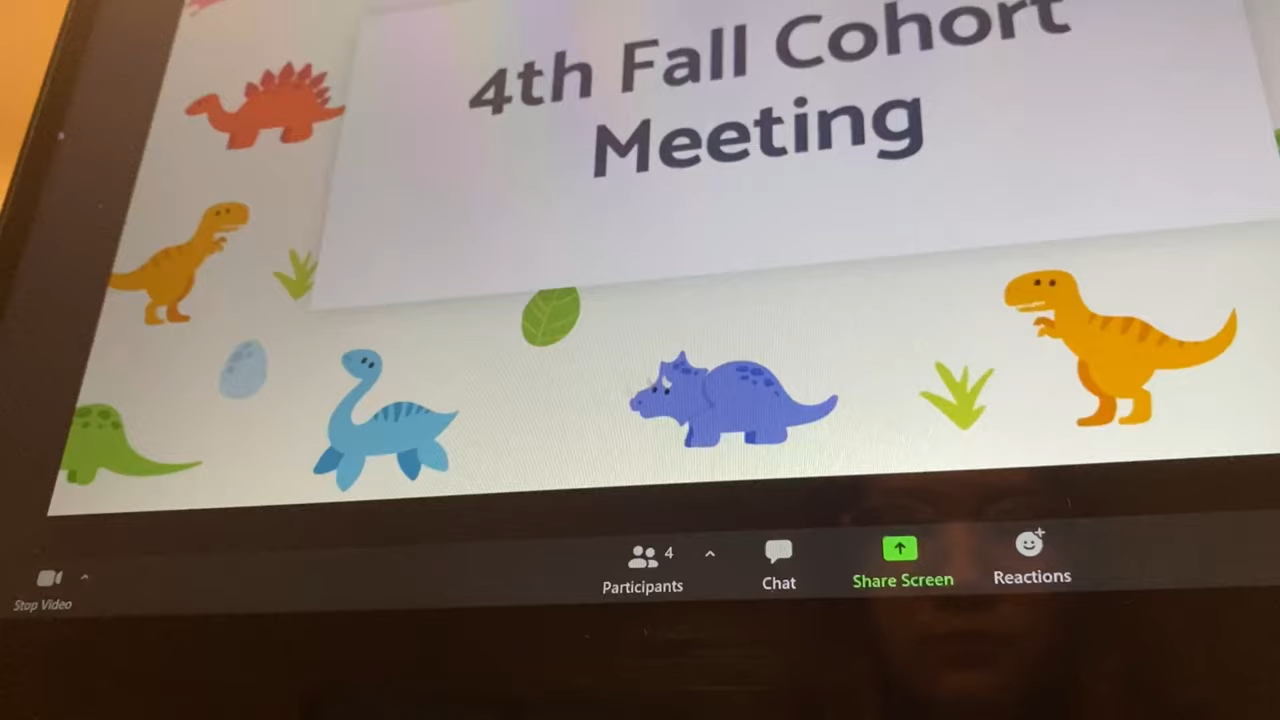 4th Fall Cohort
Meeting
4
Stop Video
Participants
Chat
Share Screen
Reactions